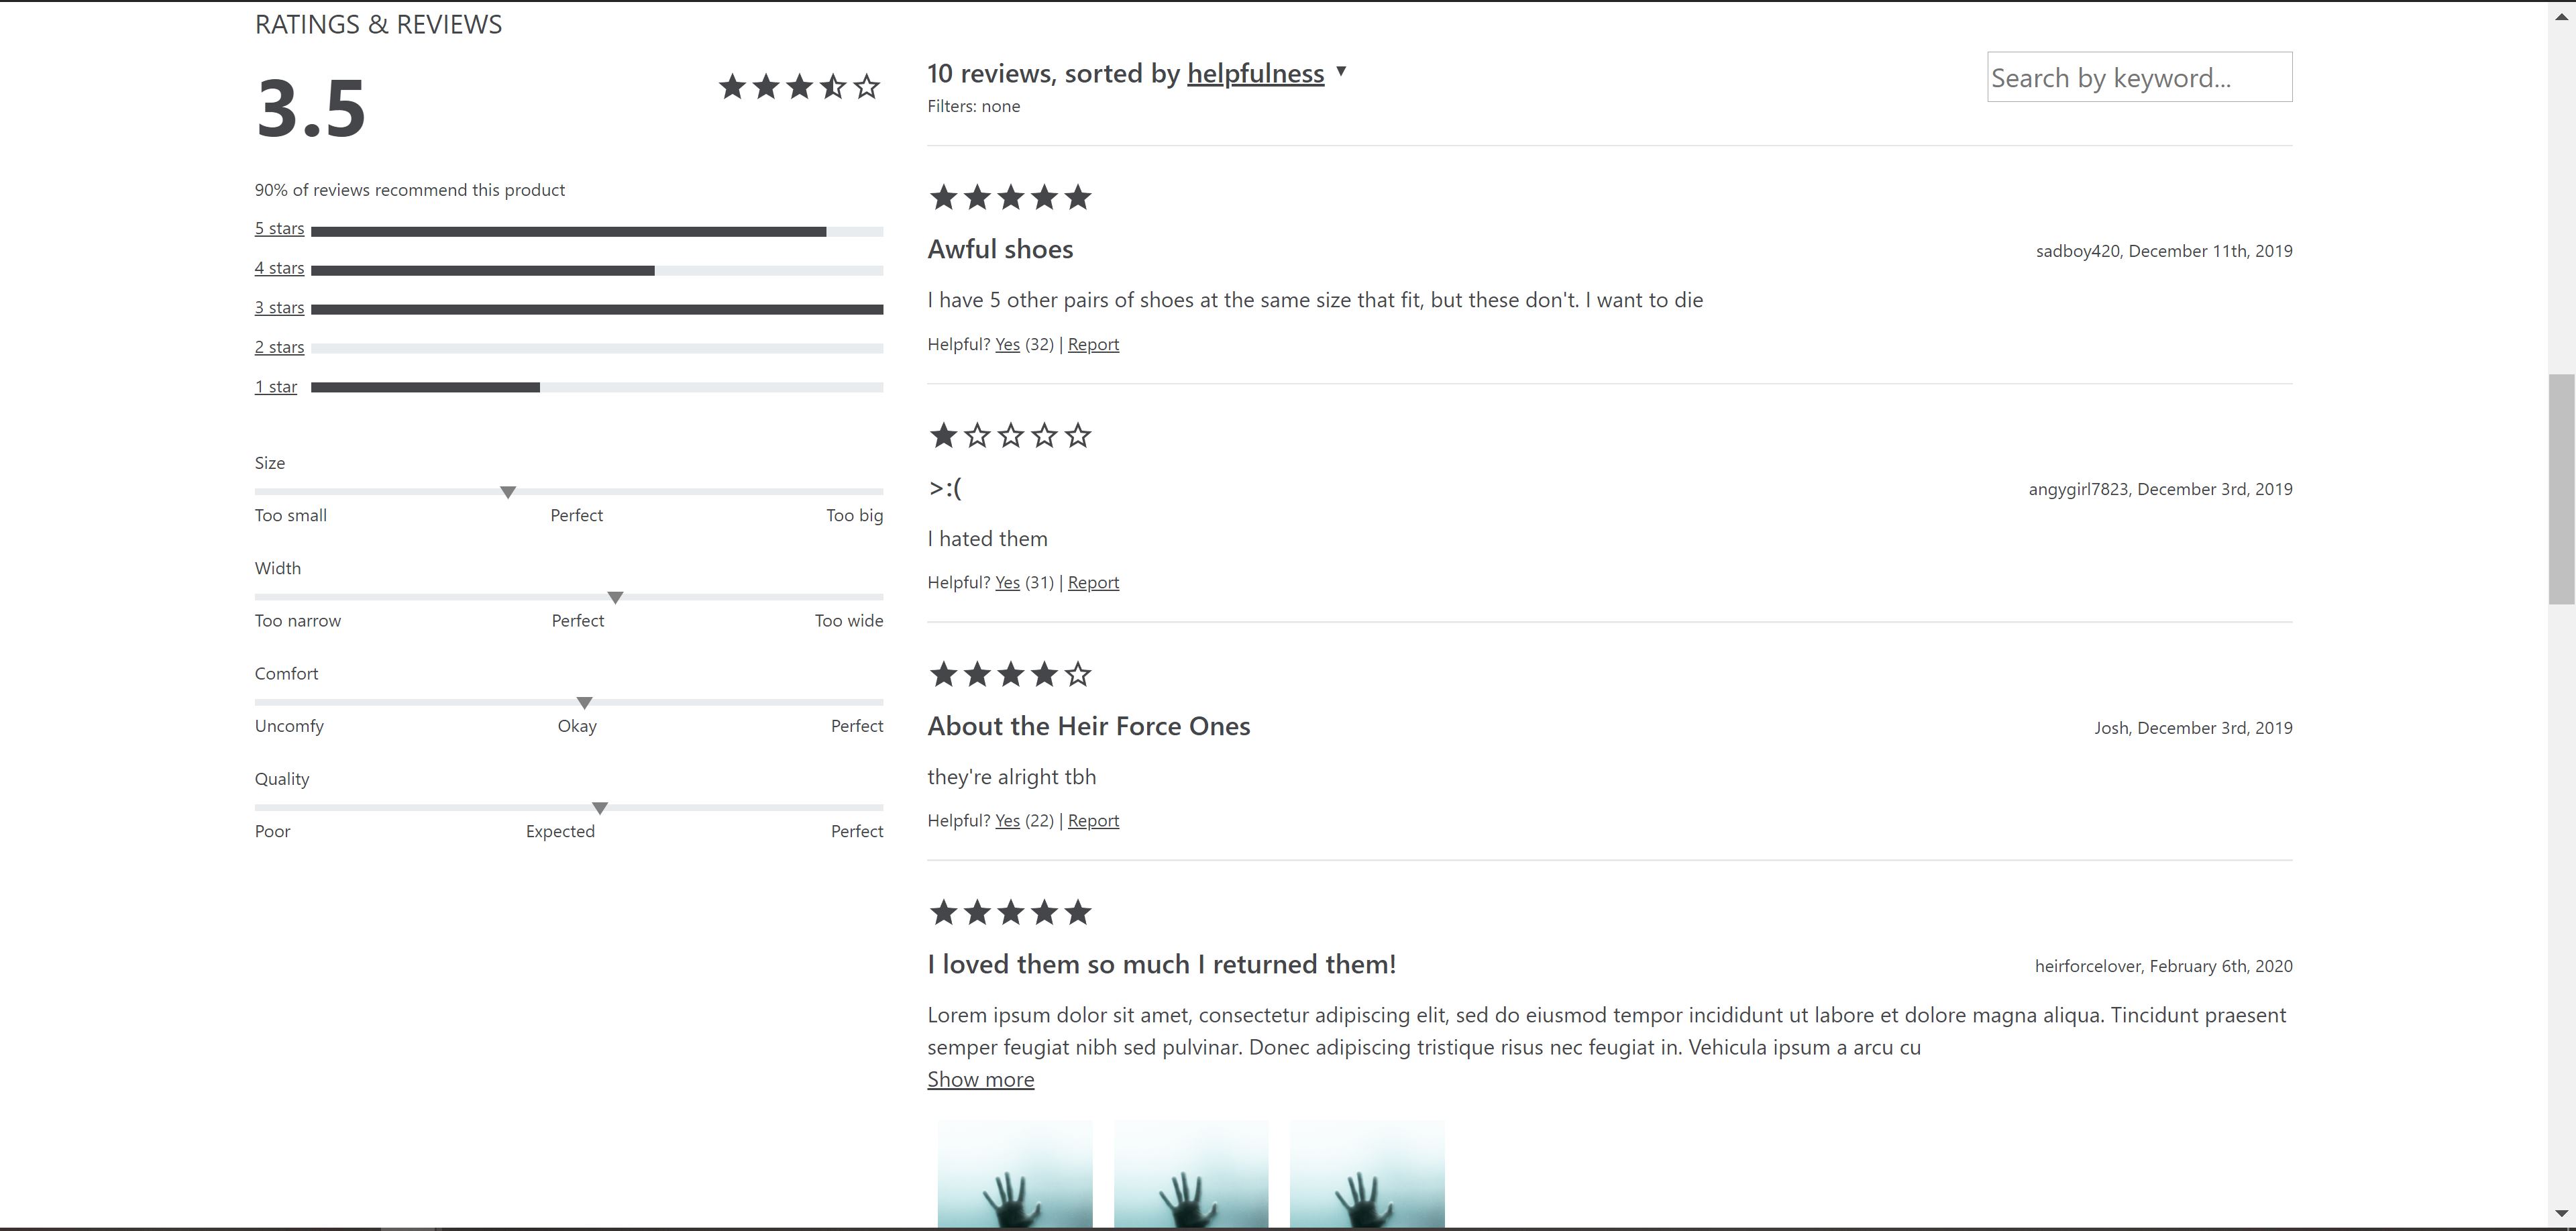 RATINGS & REVIEWS
3.5
90% of reviews recommend this product
5 stars
4 stars
3 stars
2 stars
1 star
Size
Too small Perfect Too big
Width
Too narrow Perfect Too wide
Comfort
Uncomfy Okay Perfect
Quality
Poor Expected Perfect
10 reviews, sorted by helpfulness ▼
Filters: none
Search by keyword...
Awful shoes
sadboy420, December 11th, 2019
I have 5 other pairs of shoes at the same size that fit, but these don't. I want to die
Helpful? Yes (32) | Report
>:(
angygirl7823, December 3rd, 2019
I hated them
Helpful? Yes (31) | Report
About the Heir Force Ones
Josh, December 3rd, 2019
they're alright tbh
Helpful? Yes (22) | Report
I loved them so much I returned them!
heirforcelover, February 6th, 2020
Lorem ipsum dolor sit amet, consectetur adipiscing elit, sed do eiusmod tempor incididunt ut labore et dolore magna aliqua. Tincidunt praesent
semper feugiat nibh sed pulvinar. Donec adipiscing tristique risus nec feugiat in. Vehicula ipsum a arcu cu
Show more